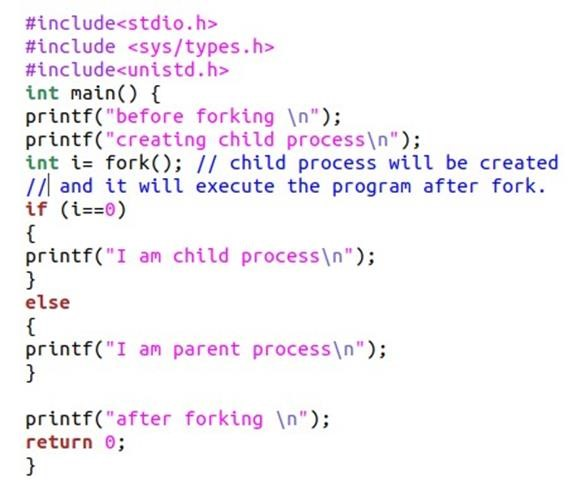 #include<stdio.h>
#include <sys/types.h>
#include<unistd.h>
int main() {
printf("before forking \n");
printf("creating child process\n");
int i= fork(); // child process will be created
// and it will execute the program after fork.
if (i==0)
{
printf("I am child process\n");
}
else
{
printf("I am parent process\n");
}
printf("after forking \n");
return 0;
}